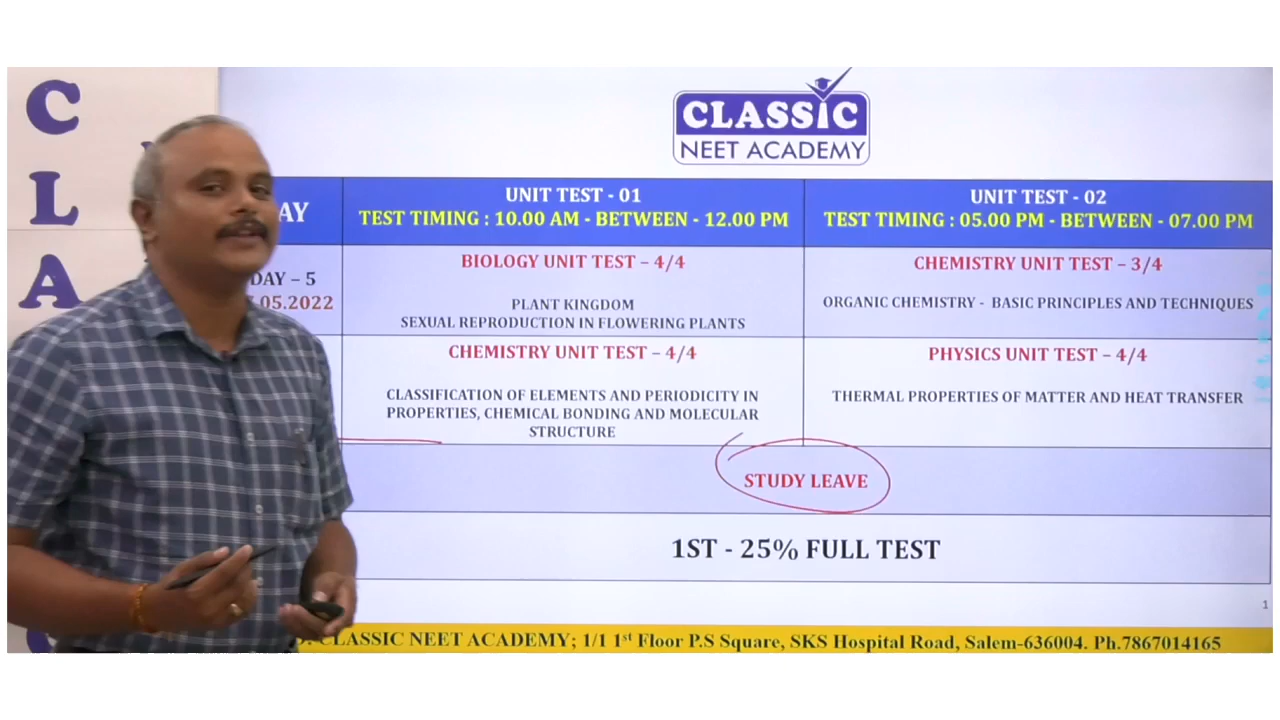 C
L
A
CLASSIC
NEET ACADEMY
UNIT TEST - 01
TEST TIMING : 10.00 AM - BETWEEN - 12.00 PM
UNIT TEST - 02
TEST TIMING : 05.00 PM - BETWEEN - 07.00 PM
DAY – 5
.05.2022
BIOLOGY UNIT TEST – 4/4
PLANT KINGDOM
SEXUAL REPRODUCTION IN FLOWERING PLANTS
CHEMISTRY UNIT TEST – 3/4
ORGANIC CHEMISTRY - BASIC PRINCIPLES AND TECHNIQUES
CHEMISTRY UNIT TEST – 4/4
CLASSIFICATION OF ELEMENTS AND PERIODICITY IN
PROPERTIES, CHEMICAL BONDING AND MOLECULAR
STRUCTURE
PHYSICS UNIT TEST – 4/4
THERMAL PROPERTIES OF MATTER AND HEAT TRANSFER
STUDY LEAVE
1ST - 25% FULL TEST
1
CLASSIC NEET ACADEMY; 1/1 1st Floor P.S Square, SKS Hospital Road, Salem-636004. Ph.7867014165